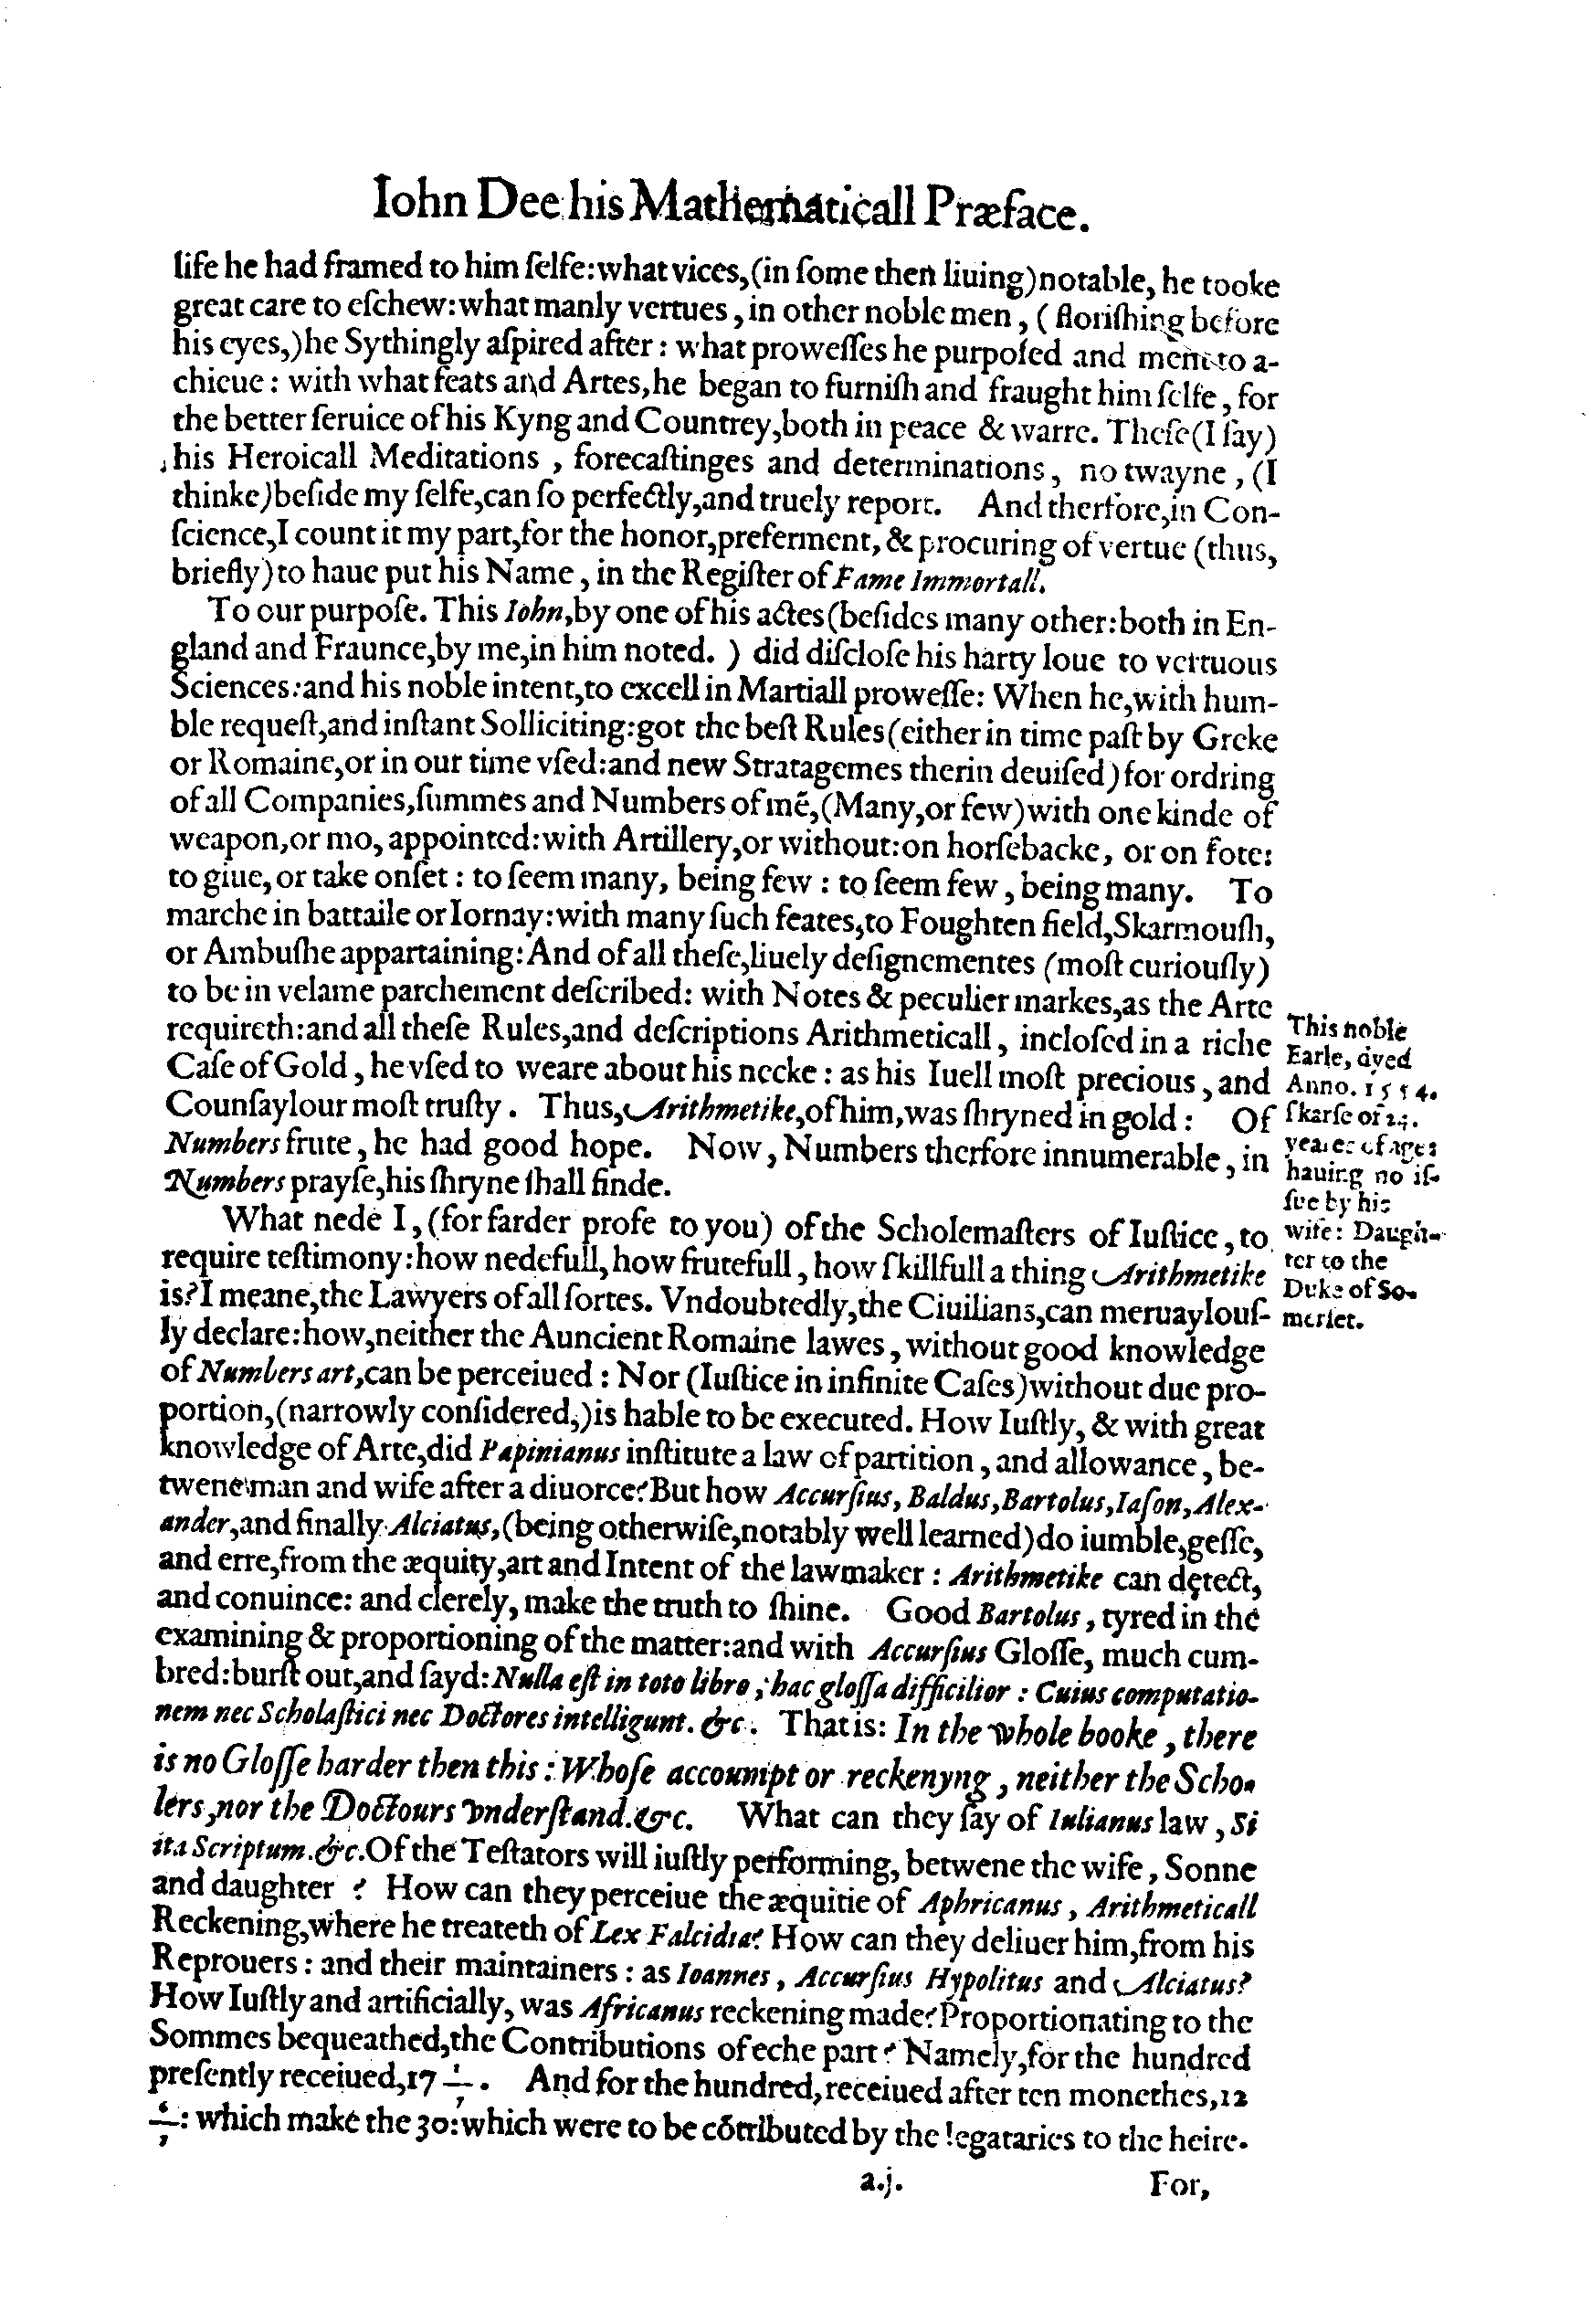 Iohn Dee his Mathematicall Præface.
life he had framed to him ſelfe: what vices, (in ſome then liuing) notable, he tooke
great care to eſchew: what manly vertues, in other noble men, (floriſhing before
his eyes,) he Sythingly aſpired after: what proweſſes he purpoſed and ment to a-
chieue: with what feats and Artes, he began to furniſh and fraught him ſelfe, for
the better ſeruice of his Kyng and Countrey, both in peace & warre. Theſe (I ſay)
his Heroicall Meditations, forecaſtinges and determinations, no twayne, (I
thinke) beſide my ſelfe, can ſo perfectly, and truely report. And therfore, in Con-
ſcience, I count it my part, for the honor, preferment, & procuring of vertue (thus,
briefly) to haue put his Name, in the Regiſter of Fame Immortall.
To our purpoſe. This Iohn, by one of his actes (beſides many other: both in En-
gland and Fraunce, by me, in him noted.) did diſcloſe his harty loue to vertuous
Sciences: and his noble intent, to excell in Martiall proweſſe: When he, with hum-
ble requeſt, and inſtant Solliciting: got the beſt Rules (either in time paſt by Greke
or Romaine, or in our time vſed: and new Stratagemes therin deuiſed) for ordring
of all Companies, ſummes and Numbers of mē, (Many, or few) with one kinde of
weapon, or mo, appointed: with Artillery, or without: on horſebacke, or on fote:
to giue, or take onſet: to ſeem many, being few: to ſeem few, being many. To
marche in battaile or Iornay: with many ſuch feates, to Foughten field, Skarmouſh,
or Ambuſhe appartaining: And of all theſe, liuely deſignementes (moſt curiouſly)
to be in velame parchement deſcribed: with Notes & peculier markes, as the Arte
requireth: and all theſe Rules, and deſcriptions Arithmeticall, incloſed in a riche
Caſe of Gold, he vſed to weare about his necke: as his Iuell moſt precious, and
Counſaylour moſt truſty. Thus, Arithmetike, of him, was ſhryned in gold: Of
Numbers frute, he had good hope. Now, Numbers therfore innumerable, in
Numbers prayſe, his ſhryne ſhall finde.
This noble
Earle, dyed
Anno. 1554.
ſkarſe of 24.
yeares of age:
hauing no iſ-
ſue by his
wife: Daugh-
ter to the
Duke of So-
merſet.
What nede I, (for farder profe to you) of the Scholemaſters of Iuſtice, to
require teſtimony: how nedefull, how frutefull, how ſkillfull a thing Arithmetike
is? I meane, the Lawyers of all ſortes. Vndoubtedly, the Ciuilians, can meruaylouſ-
ly declare: how, neither the Auncient Romaine lawes, without good knowledge
of Numbers art, can be perceiued: Nor (Iuſtice in infinite Caſes) without due pro-
portion, (narrowly conſidered,) is hable to be executed. How Iuſtly, & with great
knowledge of Arte, did Papinianus inſtitute a law of partition, and allowance, be-
twene man and wife after a diuorce? But how Accurſius, Baldus, Bartolus, Iaſon, Alex-
ander, and finally Alciatus, (being otherwiſe, notably well learned) do iumble, geſſe,
and erre, from the æquity, art and Intent of the lawmaker: Arithmetike can detect,
and conuince: and clerely, make the truth to ſhine. Good Bartolus, tyred in the
examining & proportioning of the matter: and with Accurſius Gloſſe, much cum-
bred: burſt out, and ſayd: Nulla eſt in toto libro, hac gloſſa difficilior: Cuius computatio-
nem nec Scholaſtici nec Doctores intelligunt. &c. That is: In the whole booke, there
is no Gloſſe harder then this: Whoſe accoumpt or reckenyng, neither the Scho-
lers, nor the Doctours vnderſtand. &c. What can they ſay of Iulianus law, Si
ita Scriptum. &c. Of the Teſtators will iuſtly performing, betwene the wife, Sonne
and daughter? How can they perceiue the æquitie of Aphricanus, Arithmeticall
Reckening, where he treateth of Lex Falcidia? How can they deliuer him, from his
Reprouers: and their maintainers: as Ioannes, Accurſius Hypolitus and Alciatus?
How Iuſtly and artificially, was Africanus reckening made? Proportionating to the
Sommes bequeathed, the Contributions of eche part? Namely, for the hundred
preſently receiued, 17 1/7. And for the hundred, receiued after ten monethes, 12
6/7: which make the 30: which were to be cōtributed by the legataries to the heire.
a.j. For,